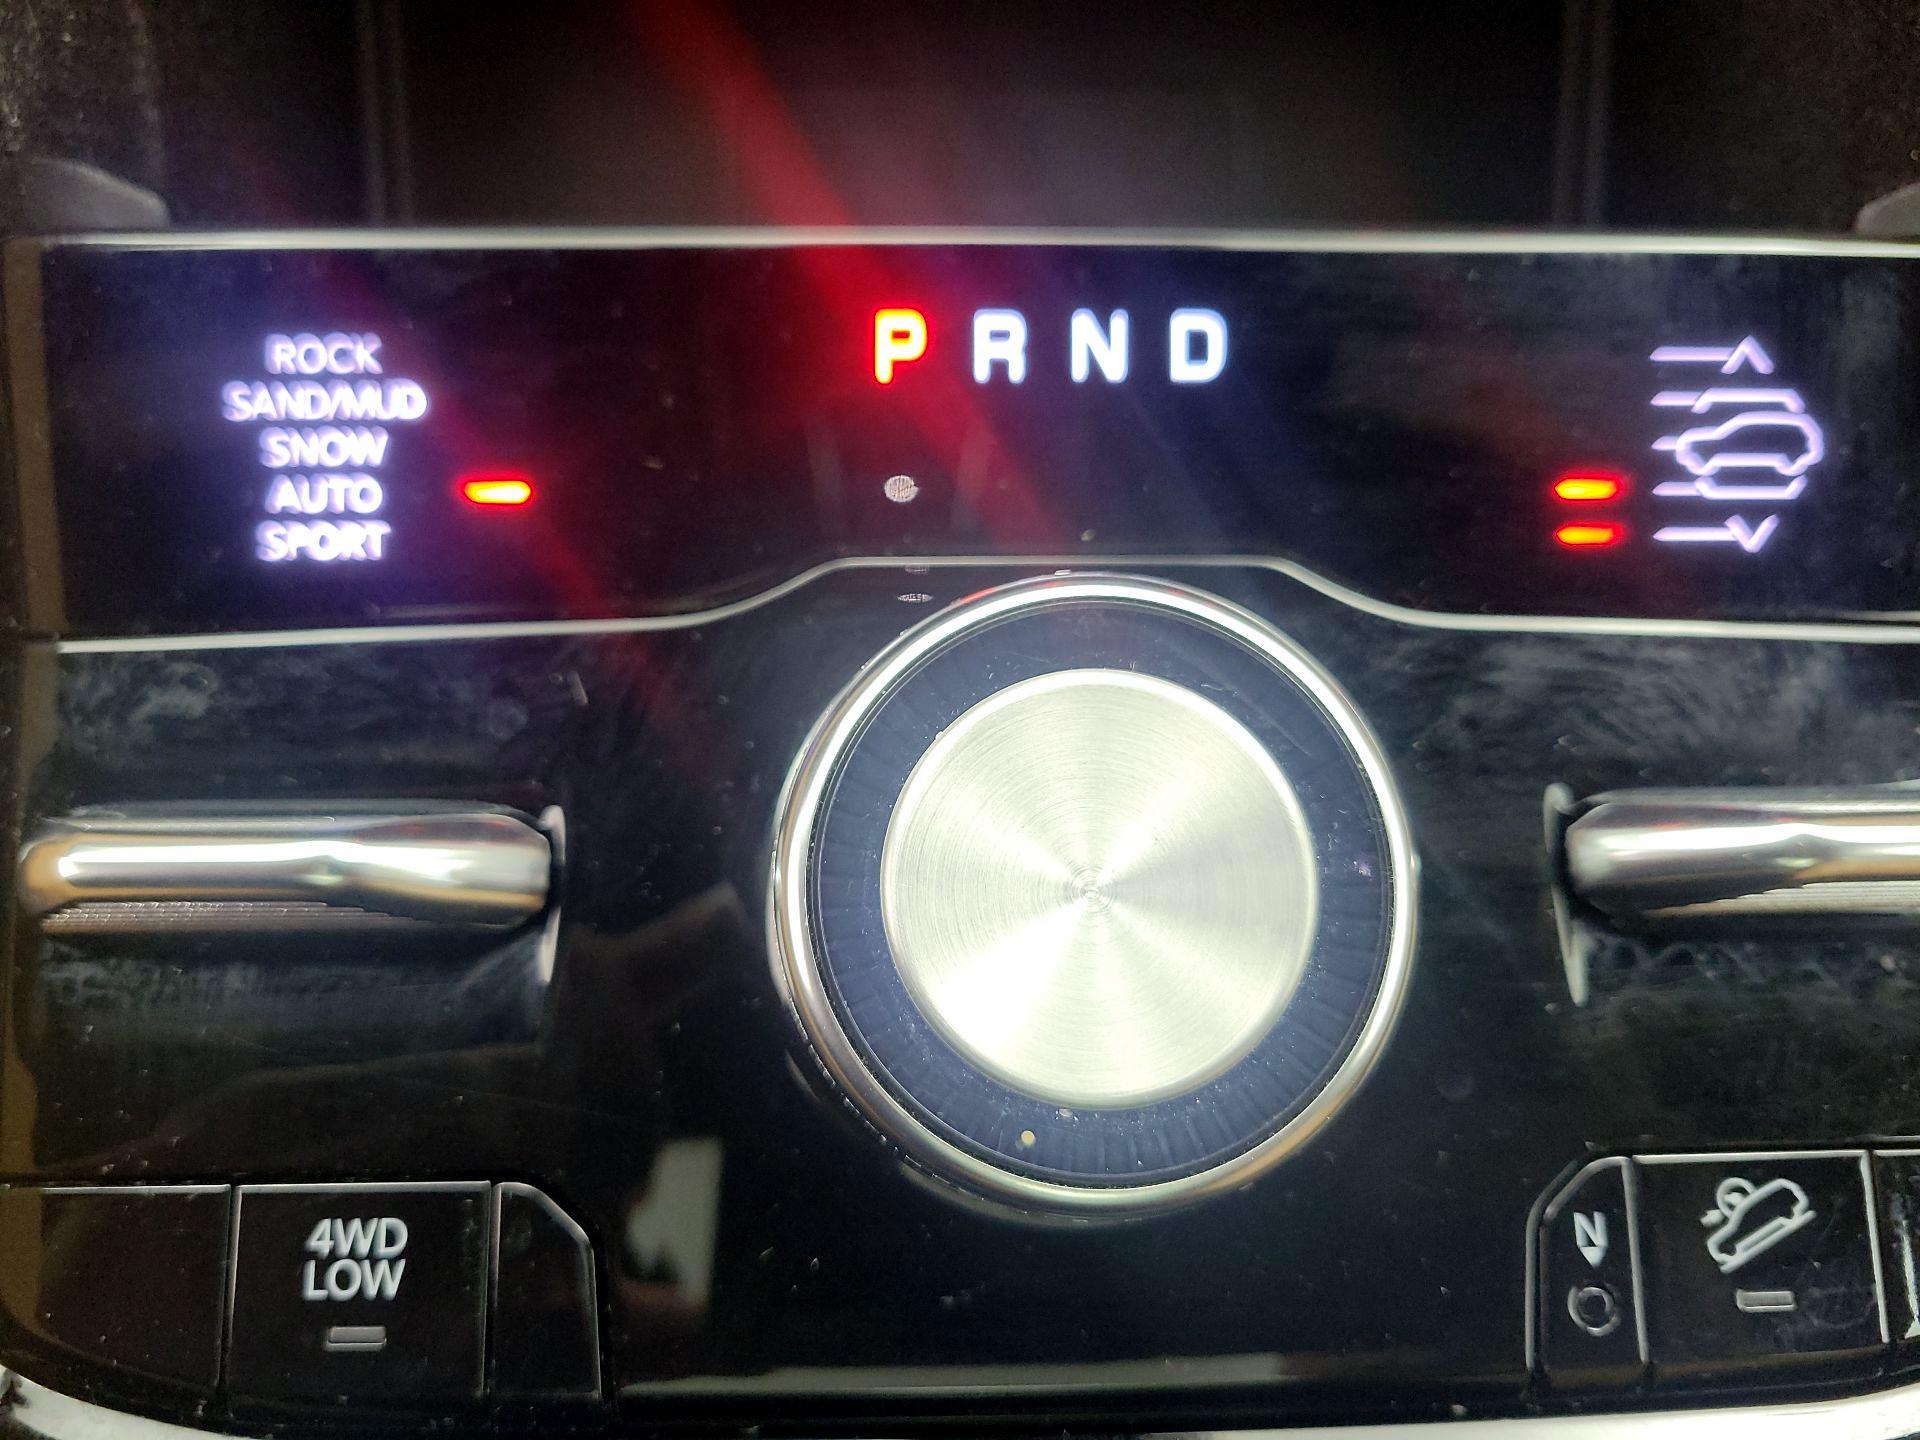 P R N D
ROCK
SAND/MUD
SNOW
AUTO
SPORT
4WD
LOW
N